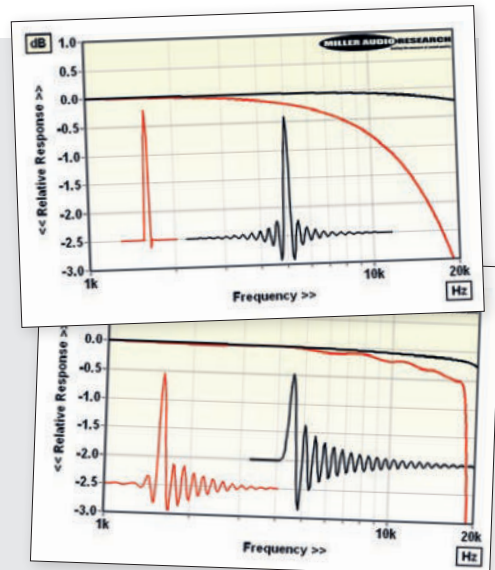 dB
1.0
MILLER AUDIO RESEARCH
0.5
0.0
-0.5
-1.0
-1.5
-2.0
-2.5
-3.0
<< Relative Response >>
1k
10k
20k
Frequency >>
Hz
0.0
-0.5
-1.0
-1.5
-2.0
-2.5
-3.0
<< Relative Response >>
1k
10k
20k
Frequency >>
Hz